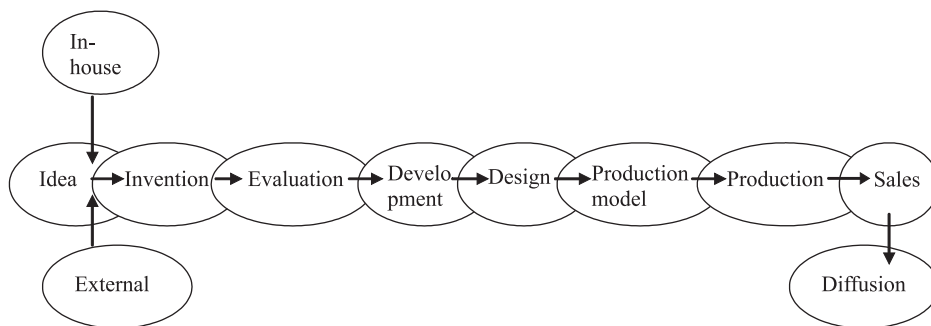 In-
house
Idea
Invention
Evaluation
Develo
pment
Design
Production
model
Production
Sales
External
Diffusion